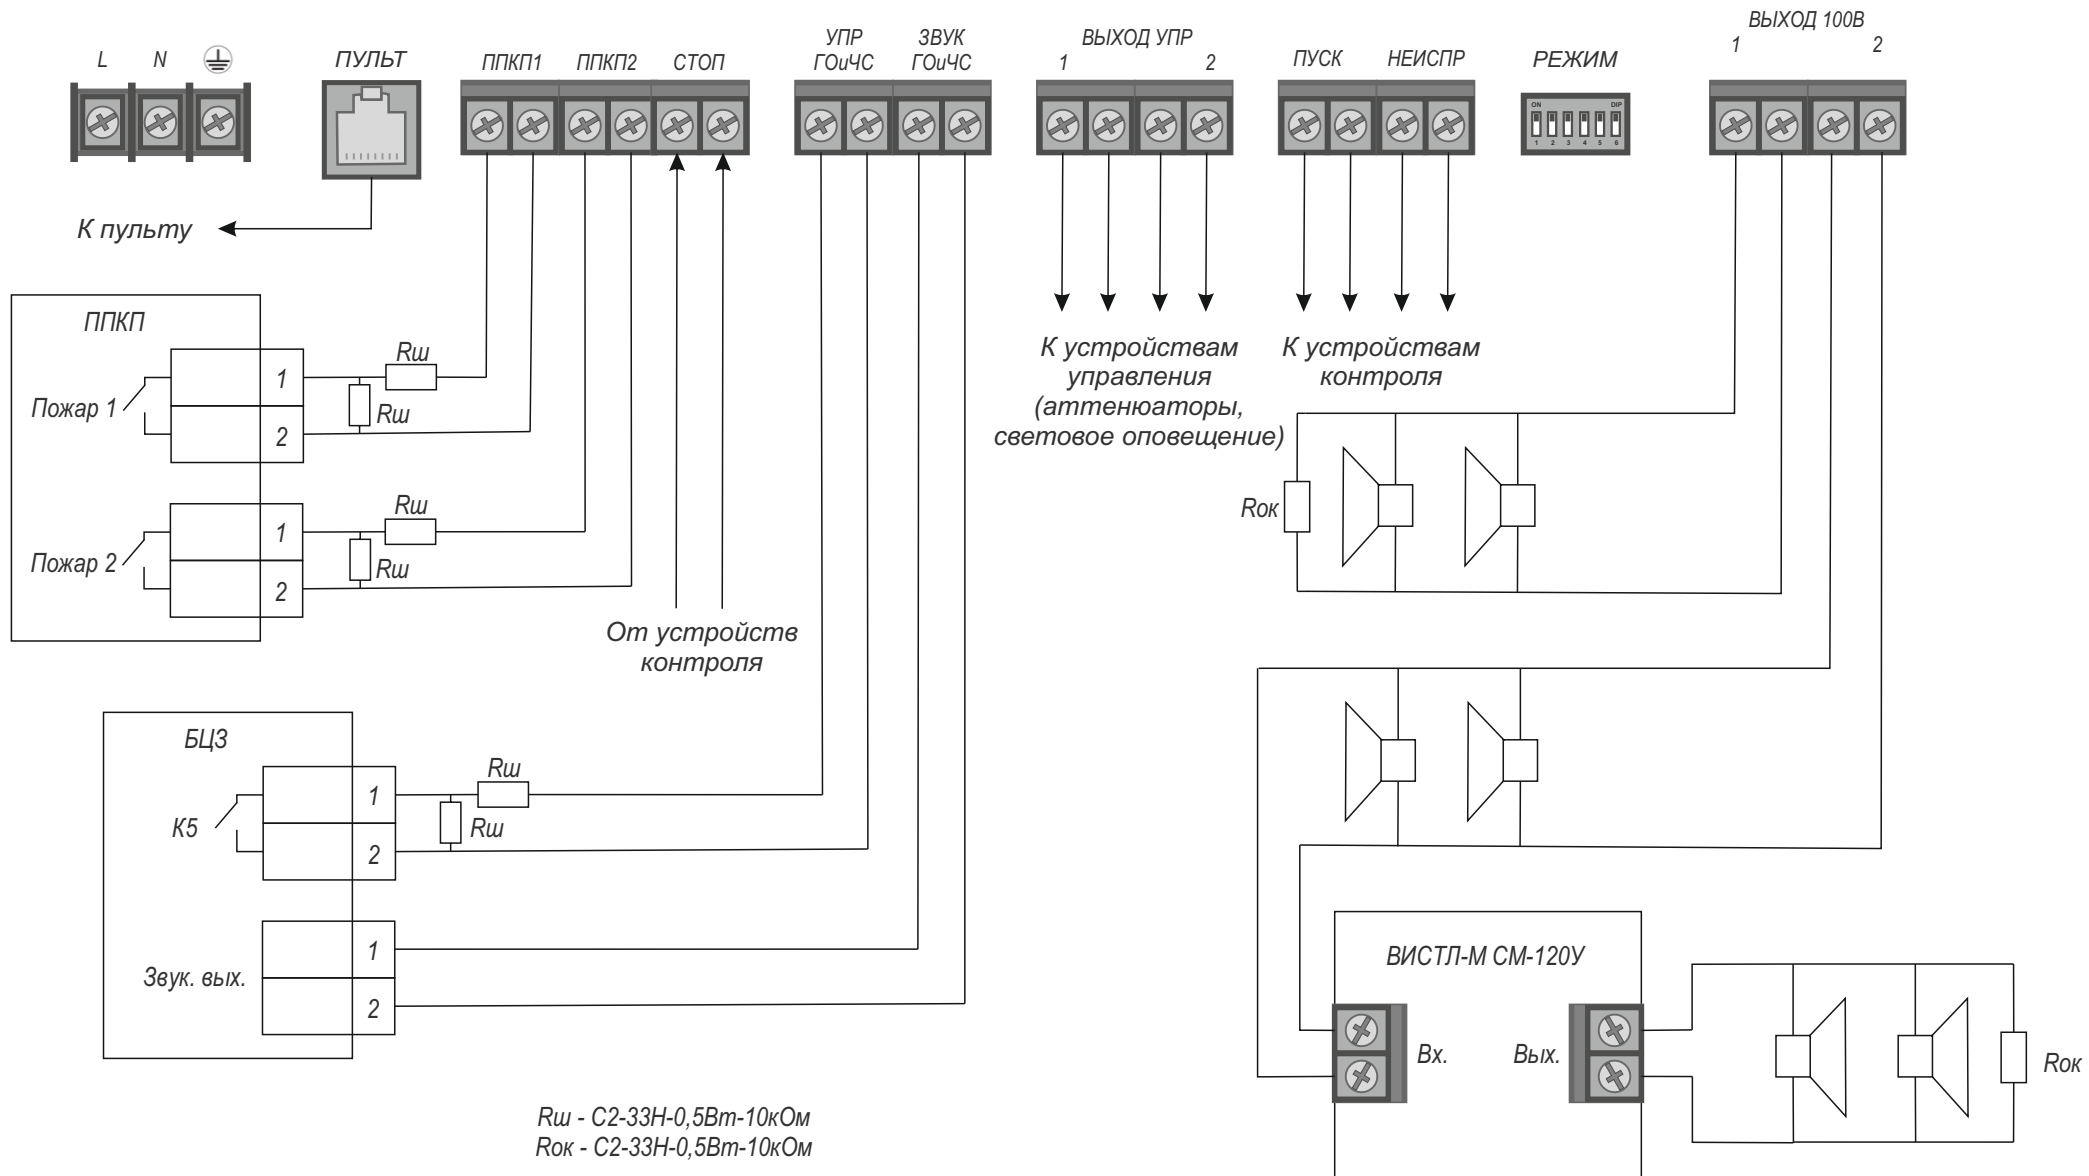 L N
ПУЛЬТ
ППКП1 ППКП2 СТОП
УПР
ГОиЧС
ЗВУК
ГОиЧС
ВЫХОД УПР
1 2
ПУСК НЕИСПР
РЕЖИМ
ON DIP
1 2 3 4 5 6
ВЫХОД 100В
1 2
К пульту
К устройствам
управления
(аттенюаторы,
световое оповещение)
К устройствам
контроля
ППКП
Пожар 1
1
2
Rш
Rш
Пожар 2
1
2
Rш
Rш
От устройств
контроля
Rок
БЦЗ
К5
1
2
Rш
Rш
Звук. вых.
1
2
ВИСТЛ-М СМ-120У
Вх. Вых.
Rок
Rш - С2-33Н-0,5Вт-10кОм
Rок - С2-33Н-0,5Вт-10кОм